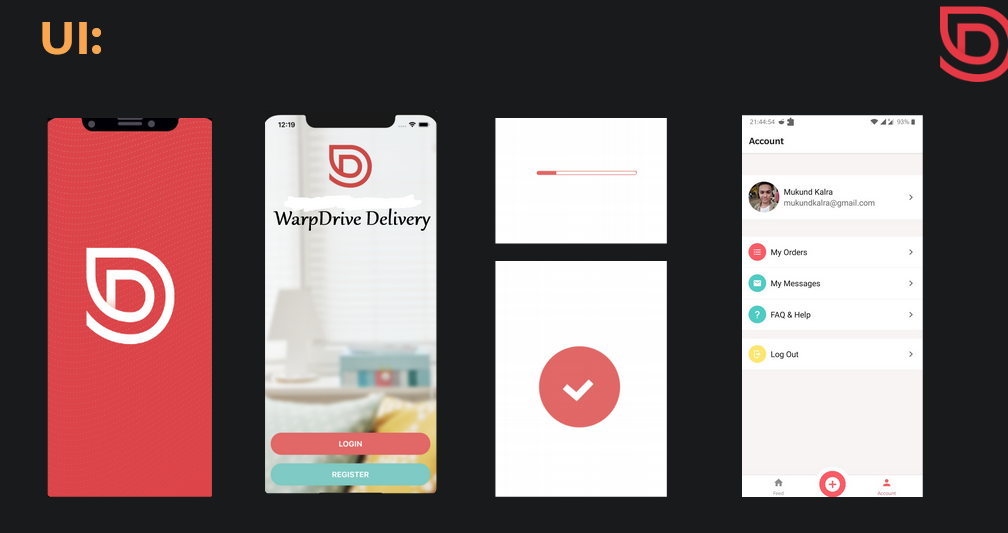 UI:
12:19
WarpDrive Delivery
LOGIN
REGISTER
21:44:54
93%
Account
Mukund Kalra
mukundkalra@gmail.com
My Orders
My Messages
FAQ & Help
Log Out
Feed
Account